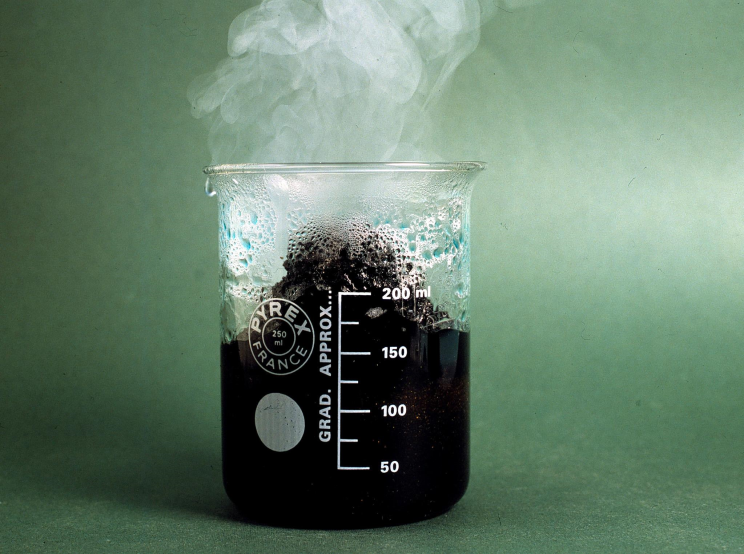 PYREX
250
ml
FRANCE
GRAD. APPROX....
200 ml
150
100
50